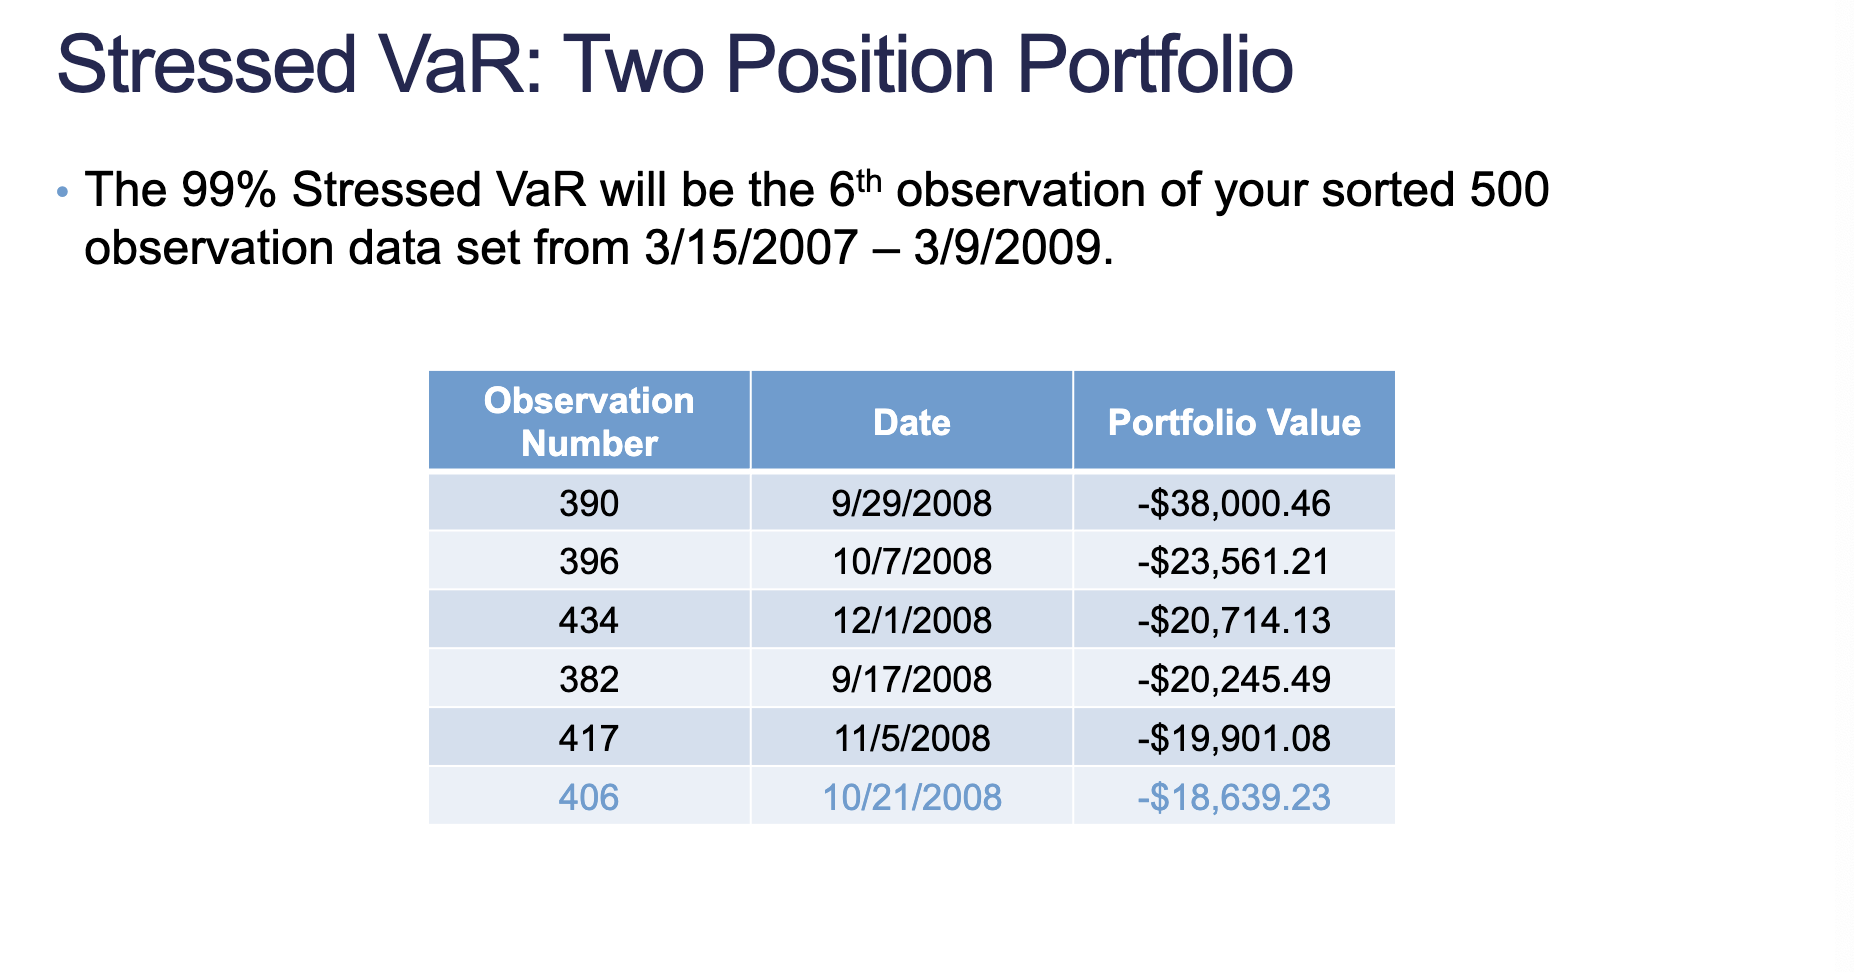 Stressed VaR: Two Position Portfolio
• The 99% Stressed VaR will be the 6th observation of your sorted 500
observation data set from 3/15/2007 – 3/9/2009.
Observation Number Date Portfolio Value
390 9/29/2008 -$38,000.46
396 10/7/2008 -$23,561.21
434 12/1/2008 -$20,714.13
382 9/17/2008 -$20,245.49
417 11/5/2008 -$19,901.08
406 10/21/2008 -$18,639.23